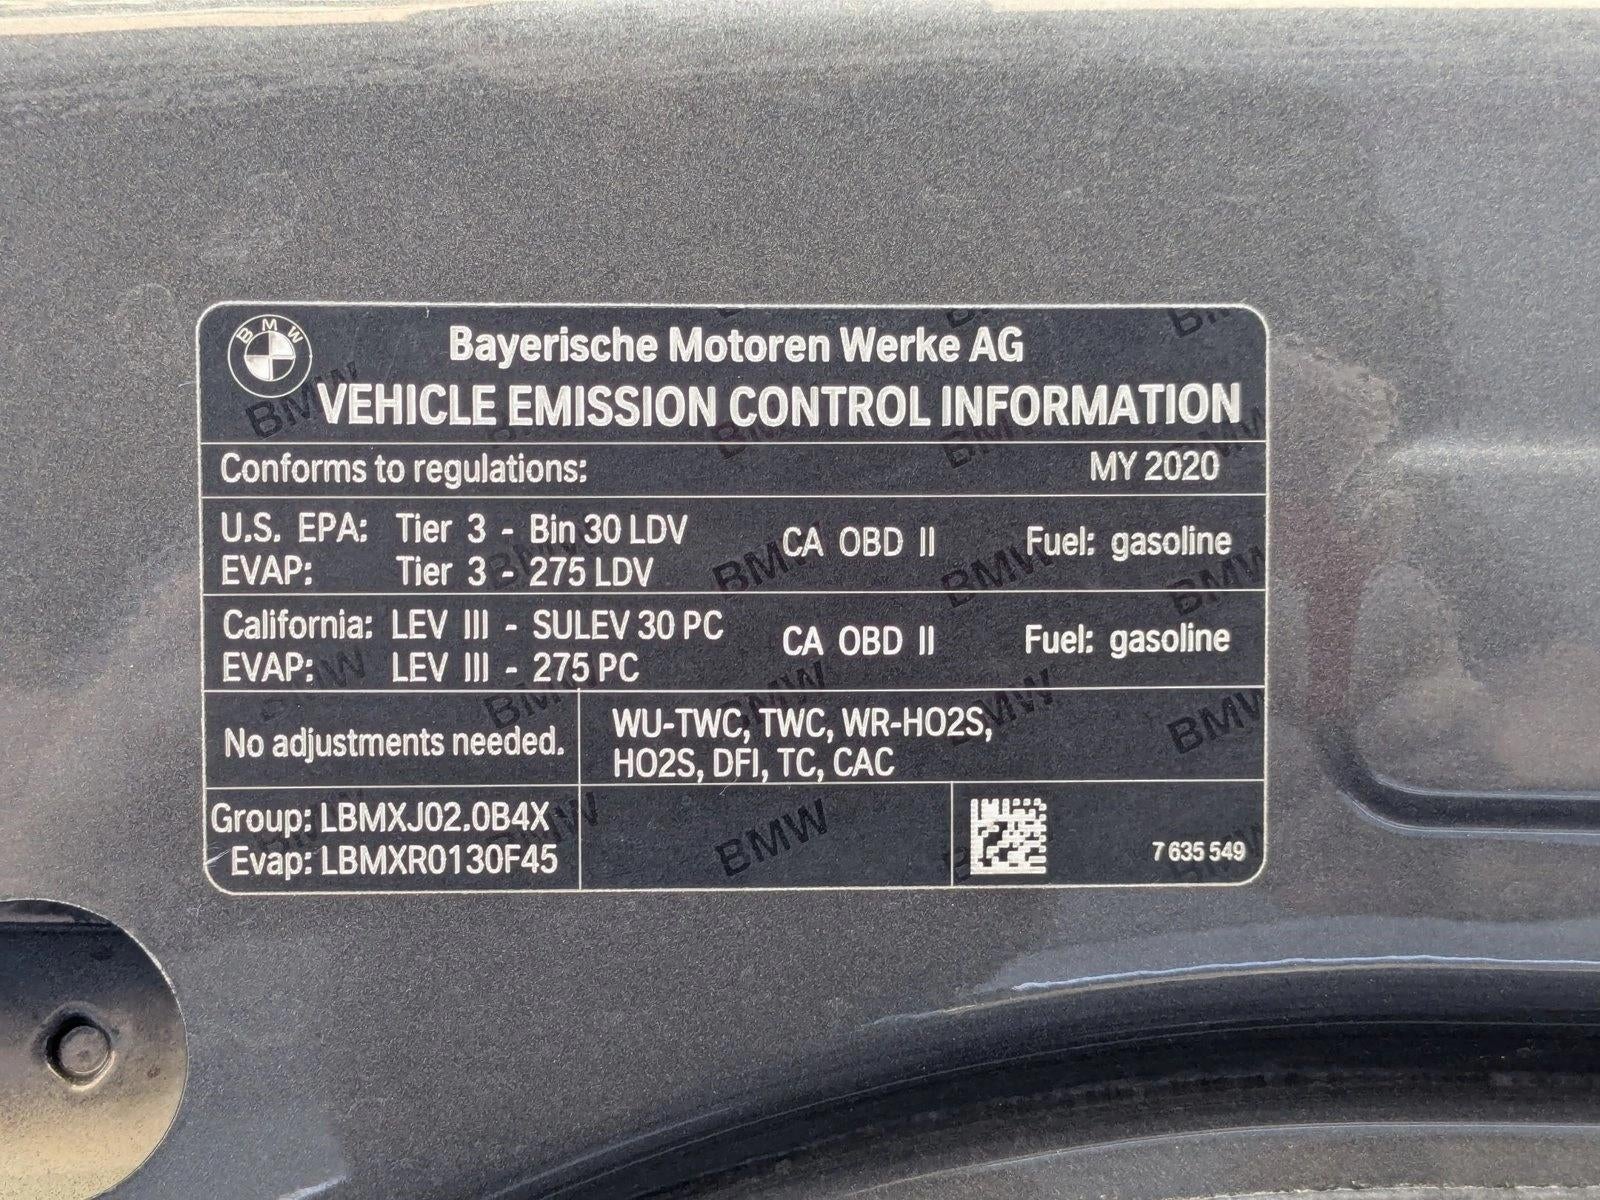 BMW
Bayerische Motoren Werke AG
VEHICLE EMISSION CONTROL INFORMATION
Conforms to regulations: MY 2020
U.S. EPA: Tier 3 - Bin 30 LDV CA OBD II Fuel: gasoline
EVAP: Tier 3 - 275 LDV
California: LEV III - SULEV 30 PC CA OBD II Fuel: gasoline
EVAP: LEV III - 275 PC
No adjustments needed.
WU-TWC, TWC, WR-HO2S,
HO2S, DFI, TC, CAC
Group: LBMXJ02.0B4X
Evap: LBMXR0130F45
7 635 549